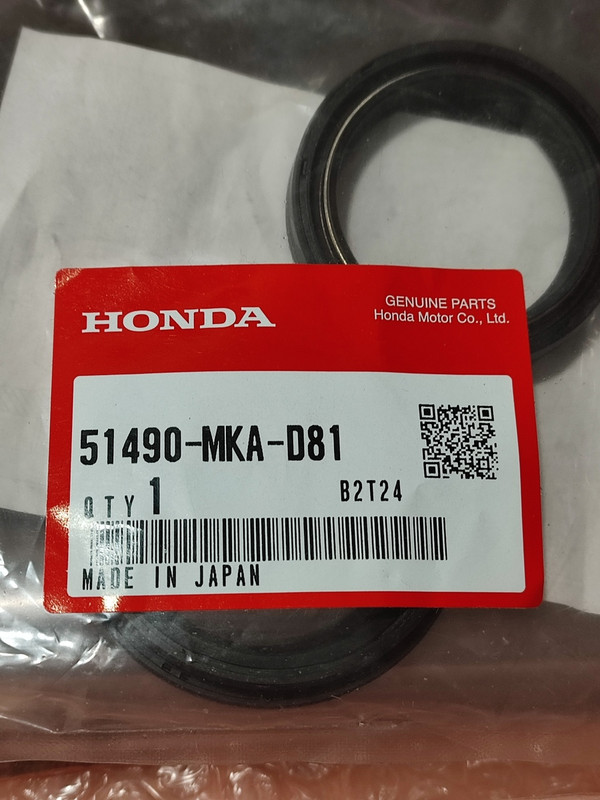 HONDA
GENUINE PARTS
Honda Motor Co., Ltd.
51490-MKA-D81
QTY 1
B2T24
MADE IN JAPAN